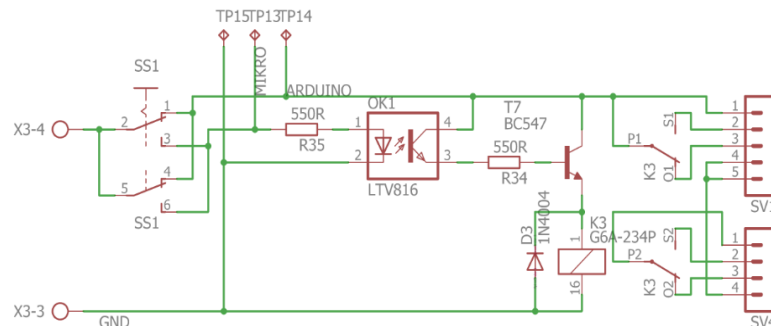 TP15 TP13 TP14
SS1
MIKRO
ARDUINO
X3-4
2
1
3
4
5
6
SS1
550R
R35
OK1
1
2
4
3
LTV816
550R
R34
T7
BC547
D3
1N4004
K3
G6A-234P
1
16
P1
S1
O1
K3
1
2
3
4
5
SV1
P2
S2
O2
K3
1
2
3
4
X3-3
GND